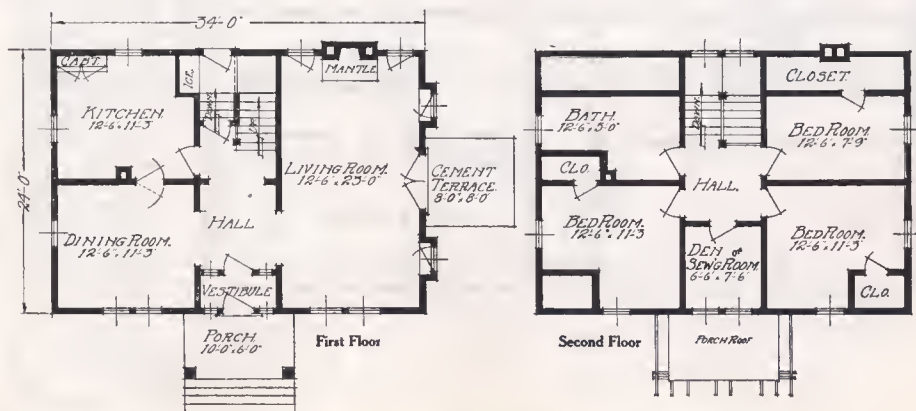 34'-0"
24'-0"
CAB'T.
ICE
DOWN
UP
MANTLE
KITCHEN.
12'-6" x 11'-3"
LIVING ROOM.
12'-6" x 23'-0"
CEMENT
TERRACE.
8'-0" x 8'-0"
DINING ROOM.
12'-6" x 11'-3"
HALL
VESTIBULE
PORCH.
10'-0" x 6'-0"
First Floor
CLOSET.
BATH.
12'-6" x 5'-0"
DOWN
BED ROOM.
12'-6" x 7'-9"
CLO.
HALL.
BED ROOM.
12'-6" x 11'-3
DEN or
SEW'G ROOM.
6'-6" x 7'-6"
BED ROOM.
12'-6" x 11'-3"
CLO.
Second Floor
PORCH ROOF